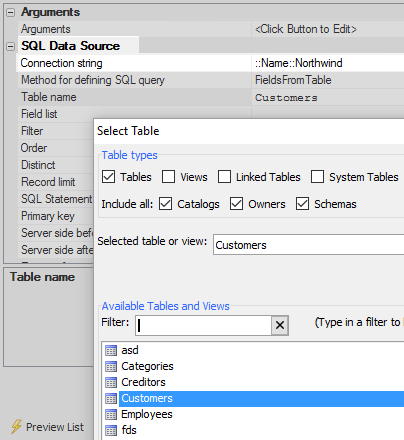 Arguments
Arguments <Click Button to Edit>
SQL Data Source
Connection string ::Name::Northwind
Method for defining SQL query FieldsFromTable
Table name Customers
Field list
Filter
Order
Distinct
Record limit
SQL Statement
Primary key
Server side bef
Server side afte
Table name
Preview List
Select Table
Table types
Tables Views Linked Tables System Tables
Include all: Catalogs Owners Schemas
Selected table or view: Customers
Available Tables and Views
Filter: (Type in a filter to l
asd
Categories
Creditors
Customers
Employees
fds